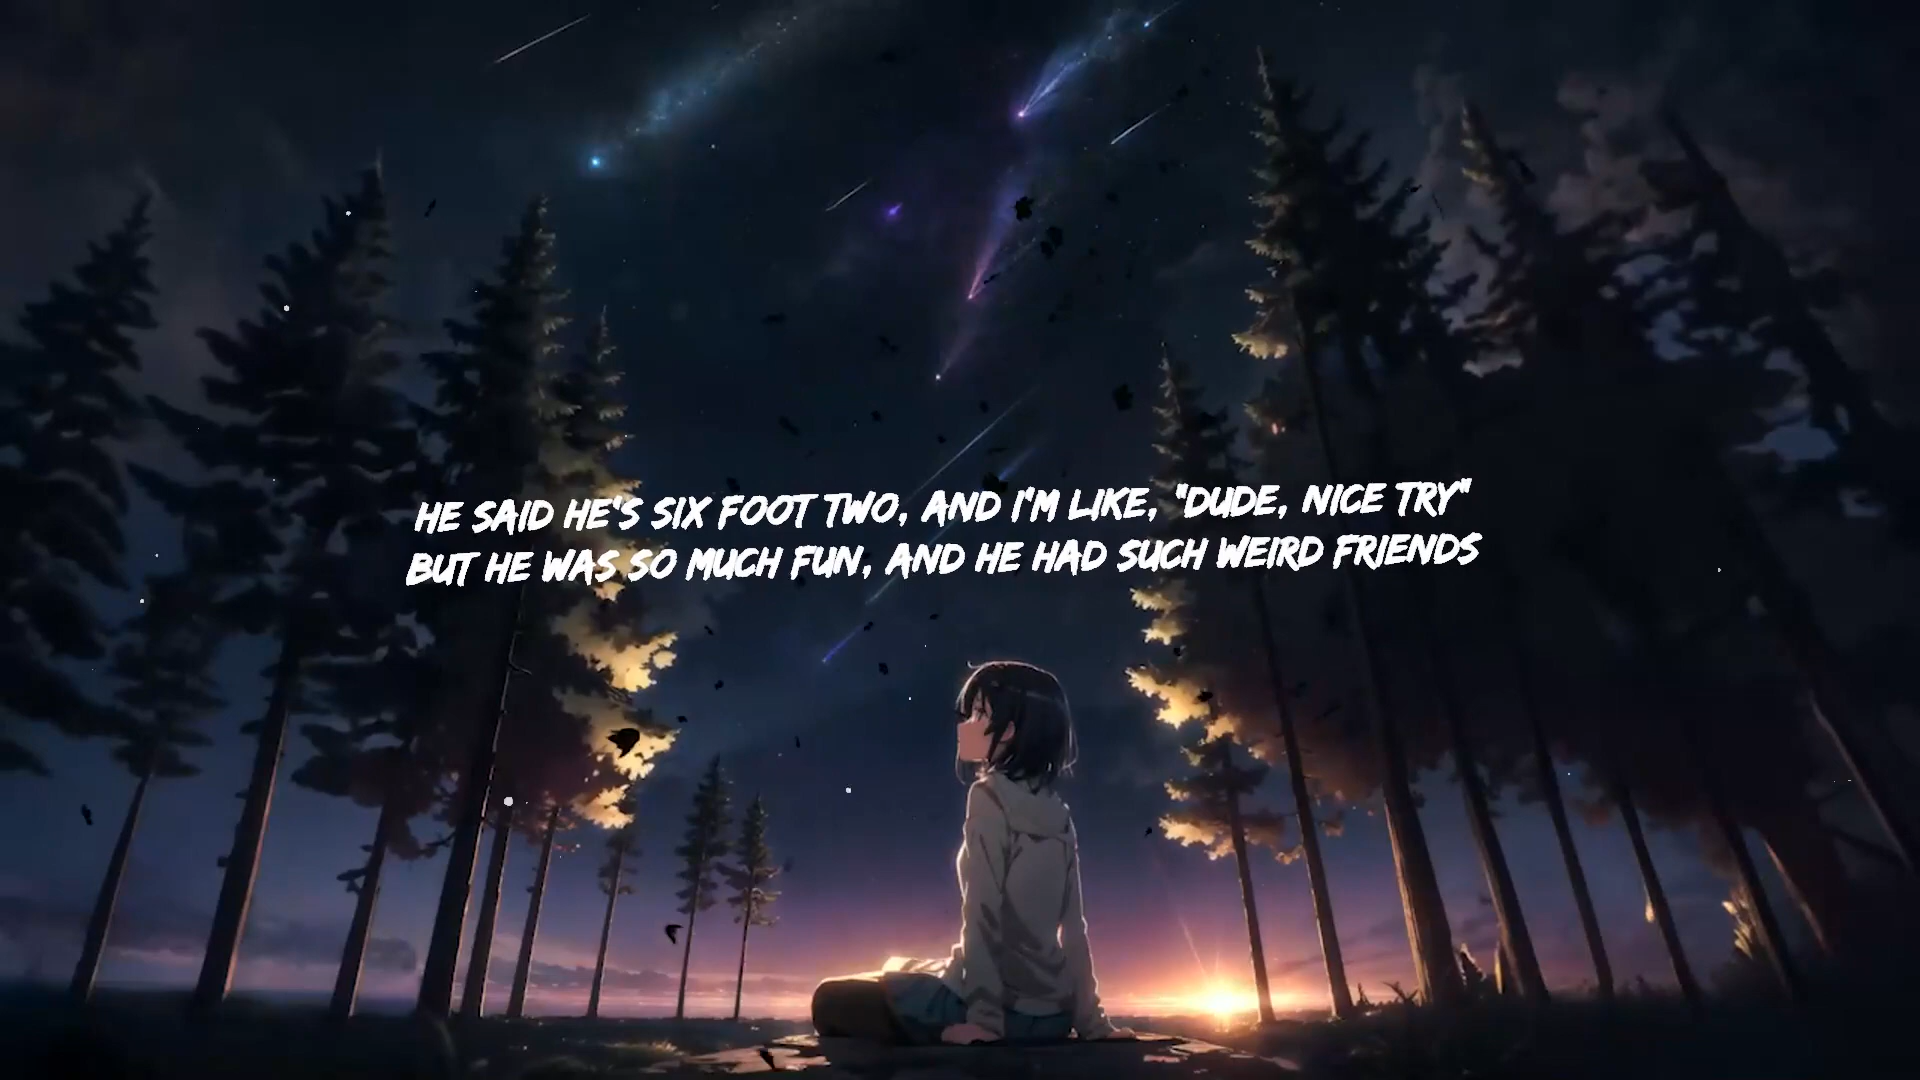 HE SAID HE'S SIX FOOT TWO, AND I'M LIKE, "DUDE, NICE TRY"
BUT HE WAS SO MUCH FUN, AND HE HAD SUCH WEIRD FRIENDS